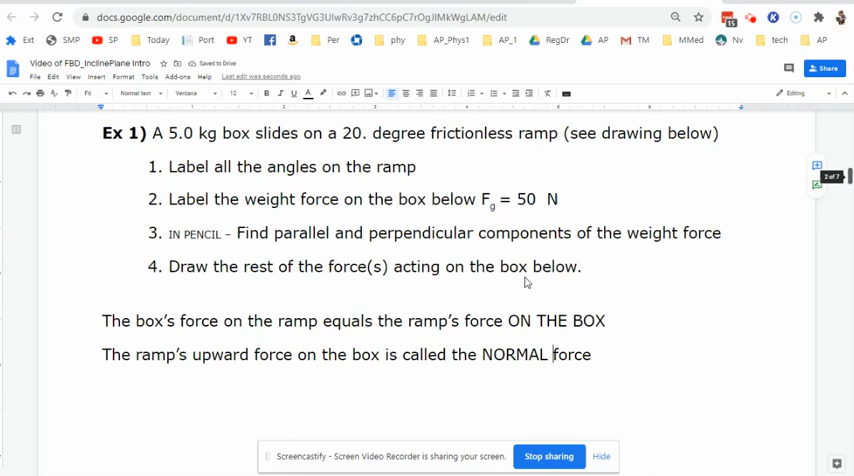 docs.google.com/document/d/1Xv7RBL0NS3TgVG3UIwRv3g7zhCC6pC7rOgJIMkWgLAM/edit
15
Ext SMP SP Today Port YT Per phy AP_Phys1 AP_1 RegDr AP TM MMed Nv tech AP
Video of FBD_InclinePlane Intro Saved to Drive
File Edit View Insert Format Tools Add-ons Help Last edit was seconds ago
Share
Fit Normal text Verdana 12 B I U A Editing
Ex 1) A 5.0 kg box slides on a 20. degree frictionless ramp (see drawing below)
1. Label all the angles on the ramp
2 of 7
2. Label the weight force on the box below Fg = 50 N
3. IN PENCIL – Find parallel and perpendicular components of the weight force
4. Draw the rest of the force(s) acting on the box below.
The box's force on the ramp equals the ramp's force ON THE BOX
The ramp's upward force on the box is called the NORMAL force
Screencastify - Screen Video Recorder is sharing your screen. Stop sharing Hide